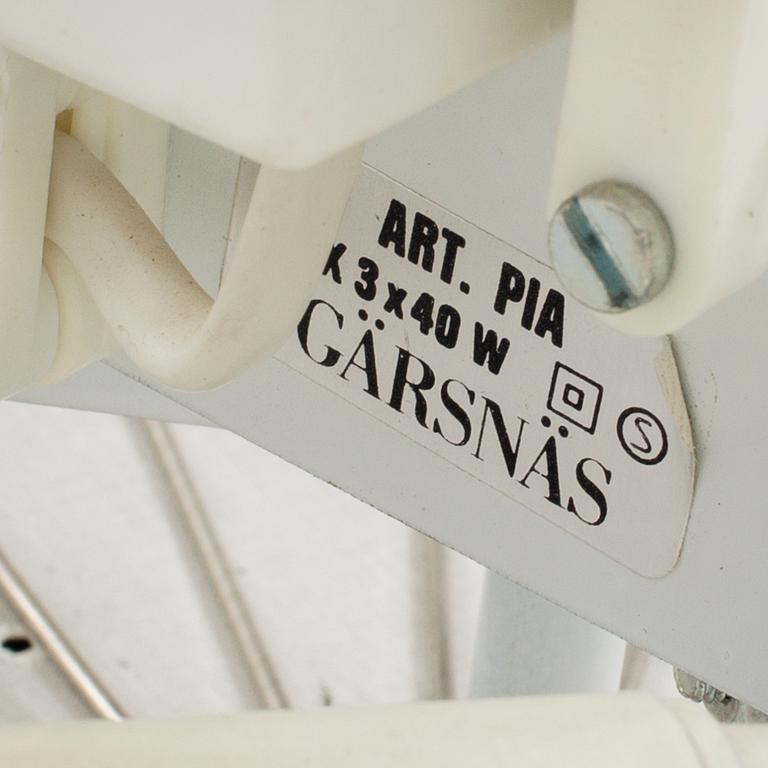 ART. PIA
X 3x40 W
GÄRSNÄS
S